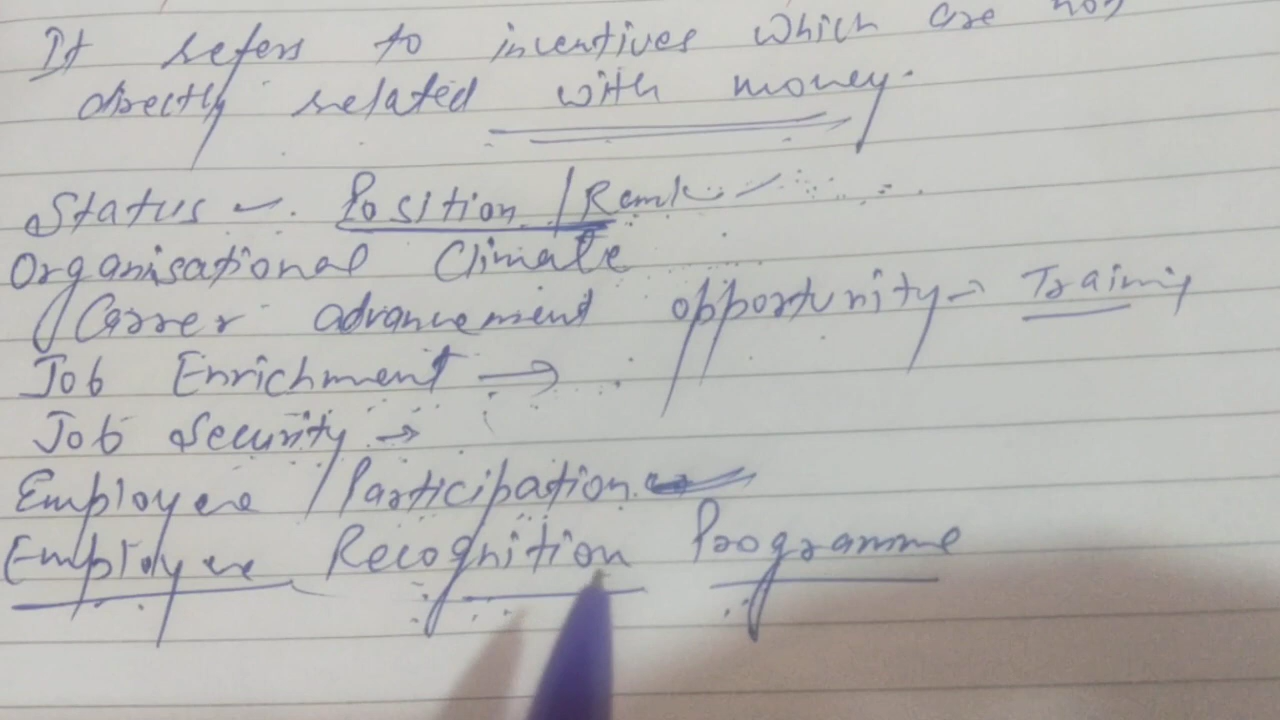 It refers to incentives which are not
directly related with money.
Status - Position / Rank
Organisational Climate
Carrer advancement opportunity → Training
Job Enrichment →
Job Security →
Employee / Participation
Employee Recognition Programme